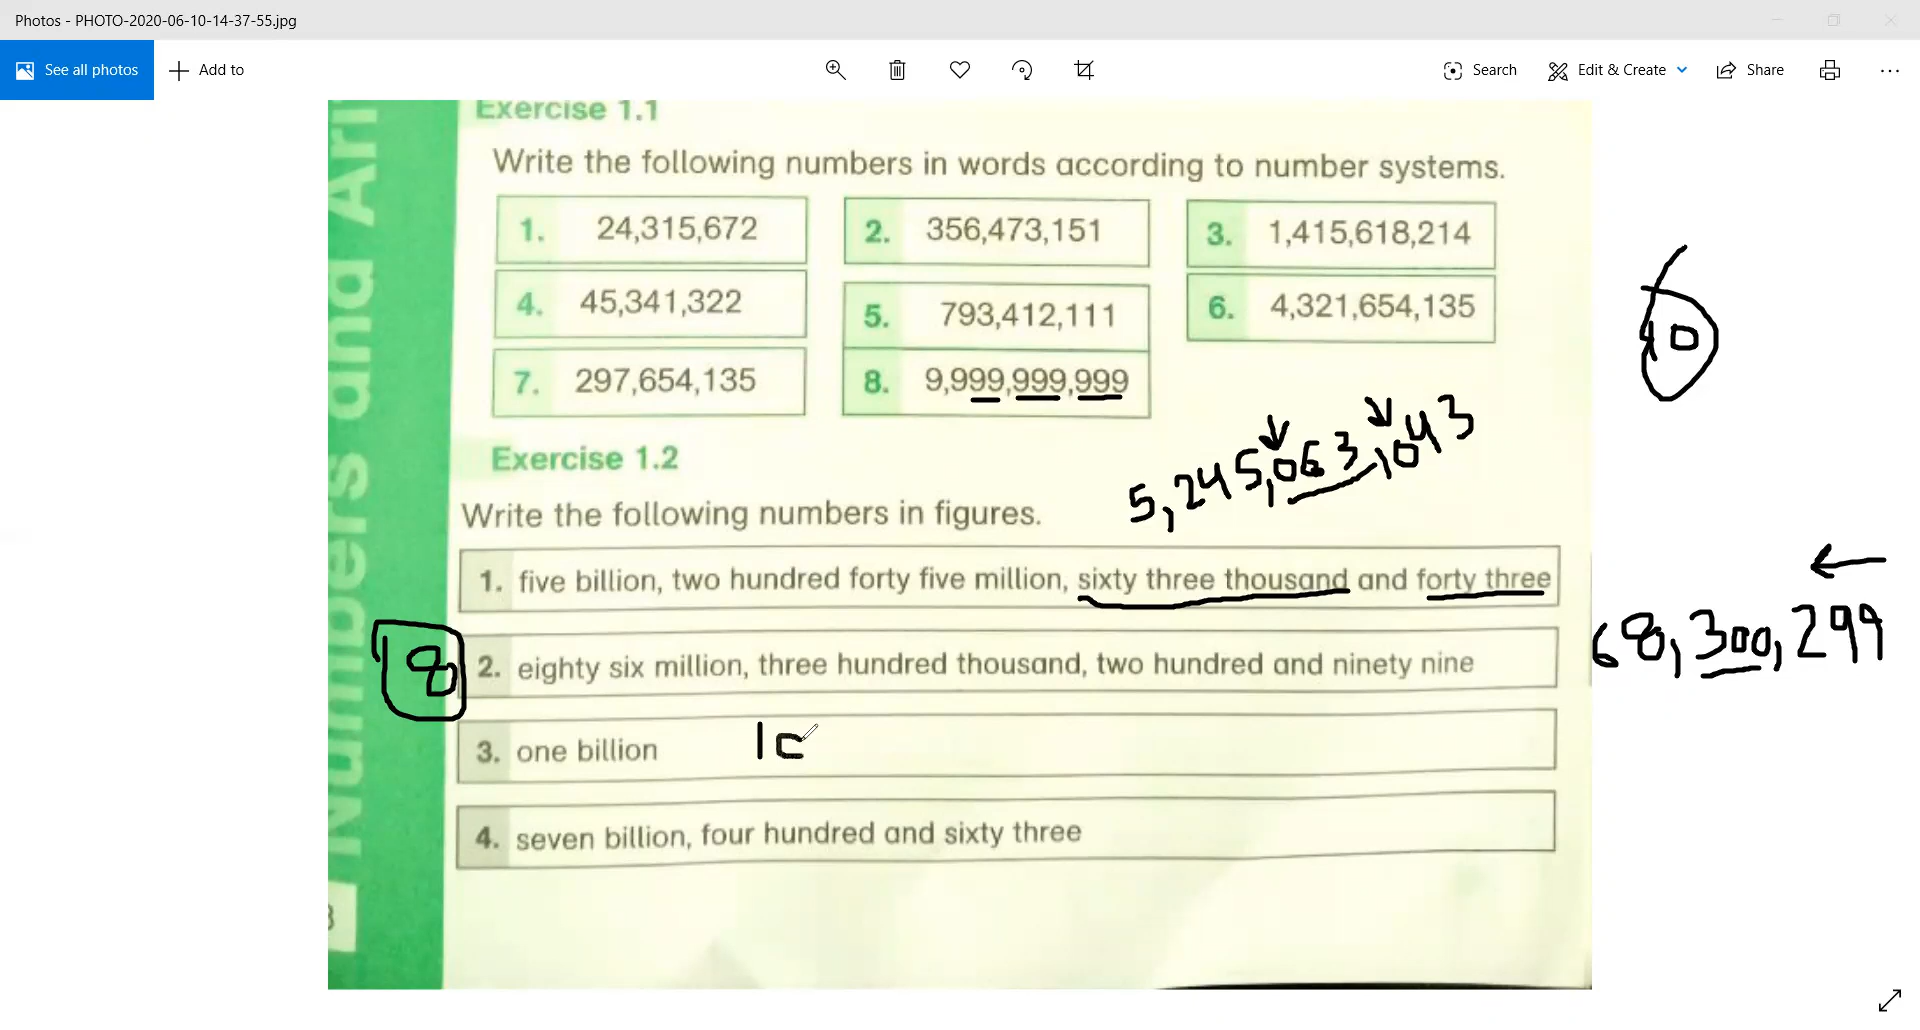 Photos - PHOTO-2020-06-10-14-37-55.jpg
See all photos
Add to
Search
Edit & Create
Share
Numbers and Ari
Exercise 1.1
Write the following numbers in words according to number systems.
1. 24,315,672
2. 356,473,151
3. 1,415,618,214
4. 45,341,322
5. 793,412,111
6. 4,321,654,135
7. 297,654,135
8. 9,999,999,999
10
5,245,063,043
Exercise 1.2
Write the following numbers in figures.
1. five billion, two hundred forty five million, sixty three thousand and forty three
8
2. eighty six million, three hundred thousand, two hundred and ninety nine
68,300,299
3. one billion
4. seven billion, four hundred and sixty three